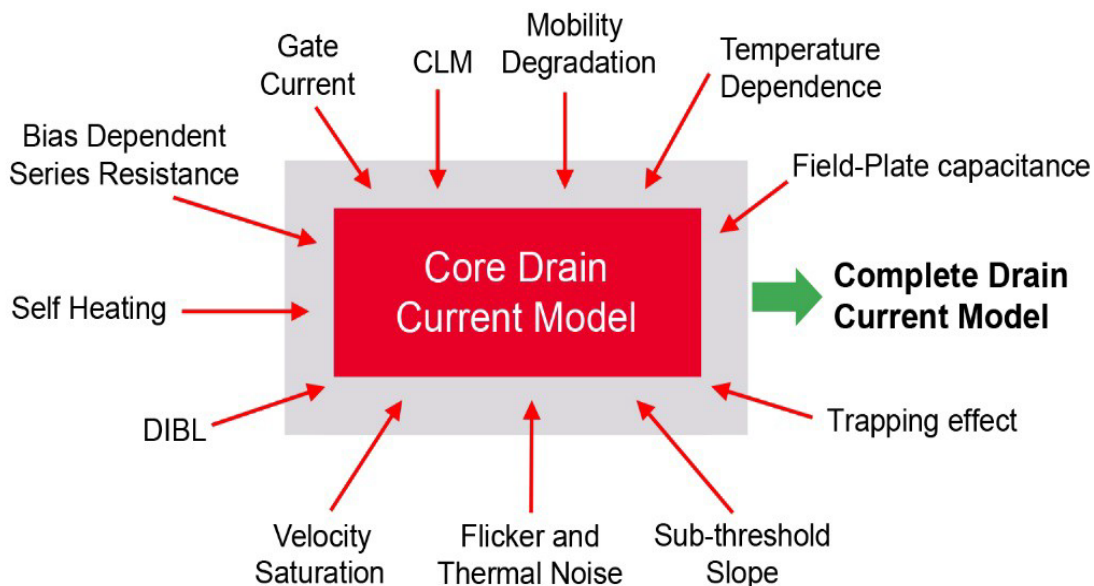 Gate
Current
CLM
Mobility
Degradation
Temperature
Dependence
Bias Dependent
Series Resistance
Field-Plate capacitance
Core Drain
Current Model
Complete Drain
Current Model
Self Heating
DIBL
Trapping effect
Velocity
Saturation
Flicker and
Thermal Noise
Sub-threshold
Slope